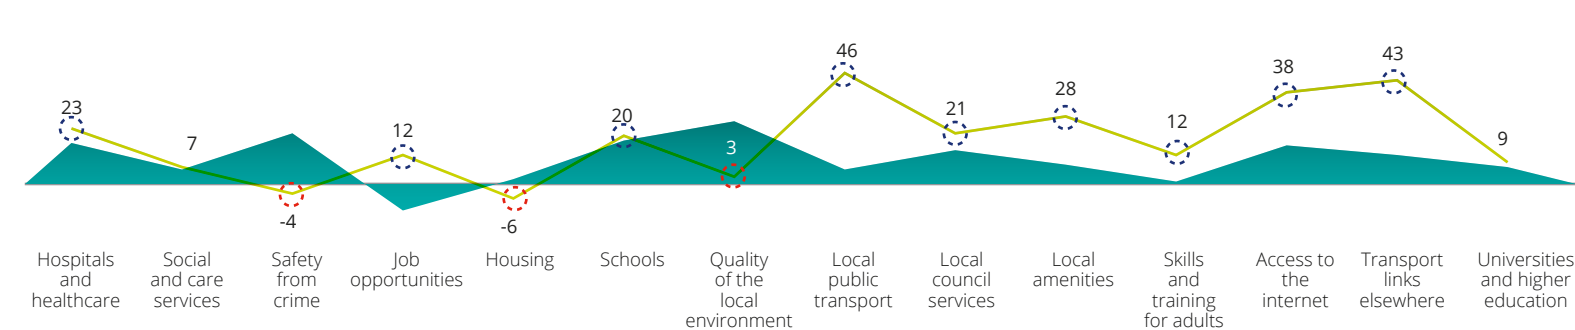 23
7
-4
12
-6
20
3
46
21
28
12
38
43
9
Hospitals
and
healthcare
Social
and care
services
Safety
from
crime
Job
opportunities
Housing
Schools
Quality
of the
local
environment
Local
public
transport
Local
council
services
Local
amenities
Skills
and
training
for adults
Access to
the
internet
Transport
links
elsewhere
Universities
and higher
education